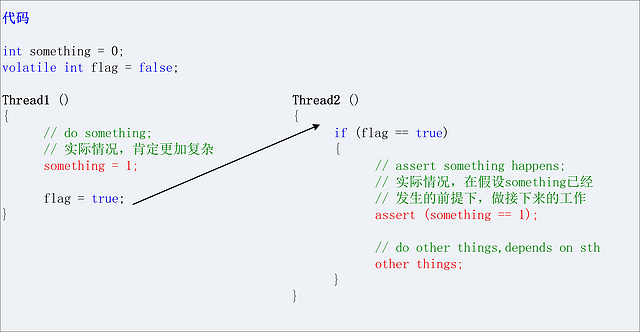 代码
int something = 0;
volatile int flag = false;
Thread1 ()
{
// do something;
// 实际情况，肯定更加复杂
something = 1;
flag = true;
}
Thread2 ()
{
if (flag == true)
{
// assert something happens;
// 实际情况，在假设something已经
// 发生的前提下，做接下来的工作
assert (something == 1);
// do other things,depends on sth
other things;
}
}